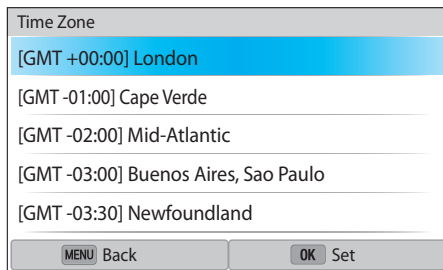 Time Zone
[GMT +00:00] London
[GMT -01:00] Cape Verde
[GMT -02:00] Mid-Atlantic
[GMT -03:00] Buenos Aires, Sao Paulo
[GMT -03:30] Newfoundland
MENU Back OK Set